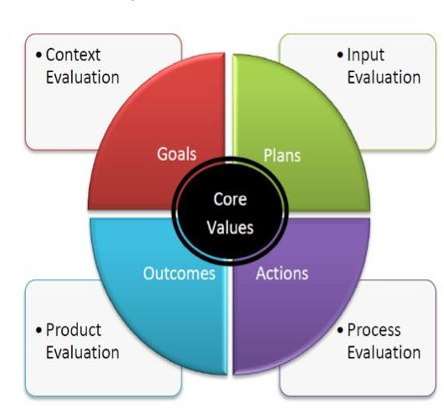 • Context
Evaluation
• Input
Evaluation
Goals
Plans
Core
Values
Outcomes
Actions
• Product
Evaluation
• Process
Evaluation